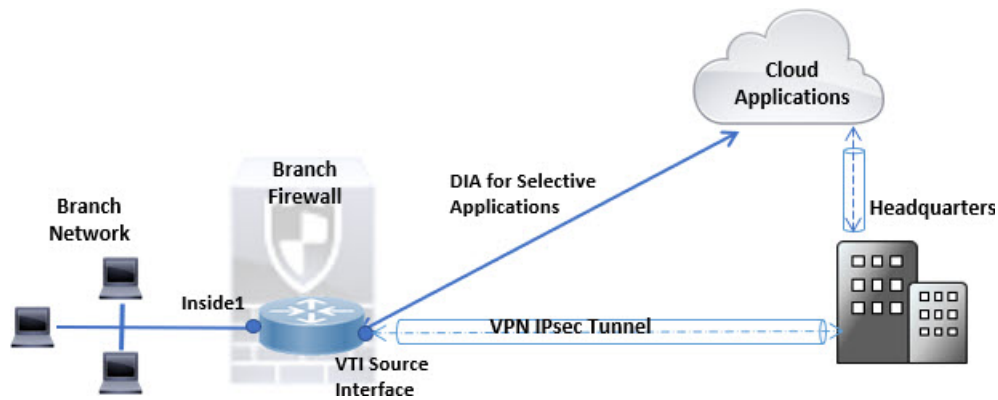 Cloud
Applications
Branch
Firewall
DIA for Selective
Applications
Branch
Network
Headquarters
Inside1
VPN IPsec Tunnel
VTI Source
Interface